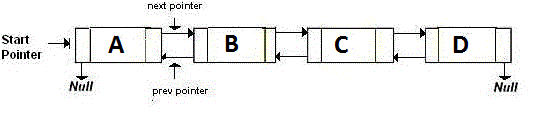 next pointer
Start
Pointer
A B C D
Null Null
prev pointer